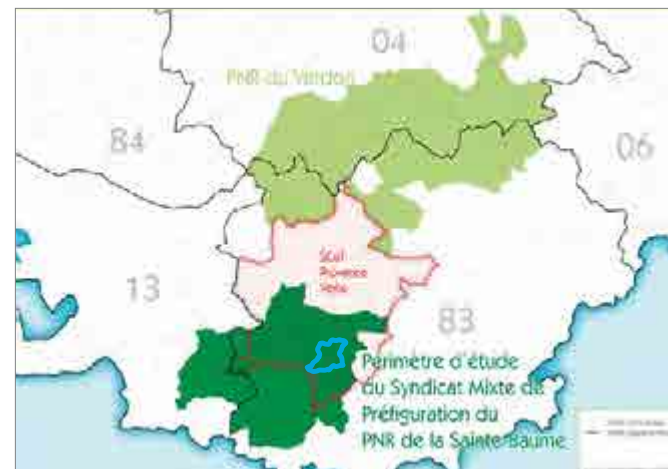 04
PNR du Verdon
84
06
SCoT
Provence
Verte
13
83
Périmètre d'étude
du Syndicat Mixte de
Préfiguration du
PNR de la Sainte Baume